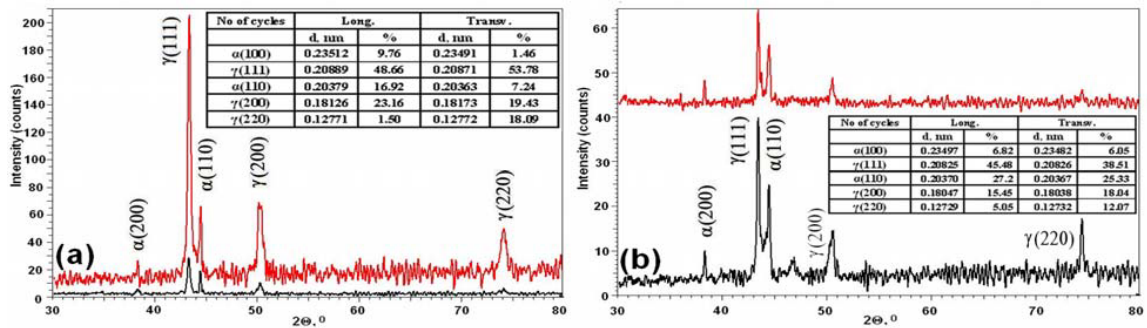 No of cycles Long. Transv.
d, nm % d, nm %
α(100) 0.23512 9.76 0.23491 1.46
γ(111) 0.20889 48.66 0.20871 53.78
α(110) 0.20379 16.92 0.20363 7.24
γ(200) 0.18126 23.16 0.18173 19.43
γ(220) 0.12771 1.50 0.12772 18.09
Intensity (counts)
200
180
160
140
120
100
80
60
40
20
0
γ(111)
α(110)
γ(200)
α(200)
γ(220)
(a)
30 40 50 60 70 80
2Θ, °
Intensity (counts)
60
50
40
30
20
10
0
No of cycles Long. Transv.
d, nm % d, nm %
α(100) 0.23497 6.82 0.23482 6.05
γ(111) 0.20825 45.48 0.20826 38.51
α(110) 0.20370 27.2 0.20367 25.33
γ(200) 0.18047 15.45 0.18038 18.04
γ(220) 0.12729 5.05 0.12732 12.07
γ(111)
α(110)
α(200)
γ(200)
γ(220)
(b)
30 40 50 60 70 80
2Θ, °